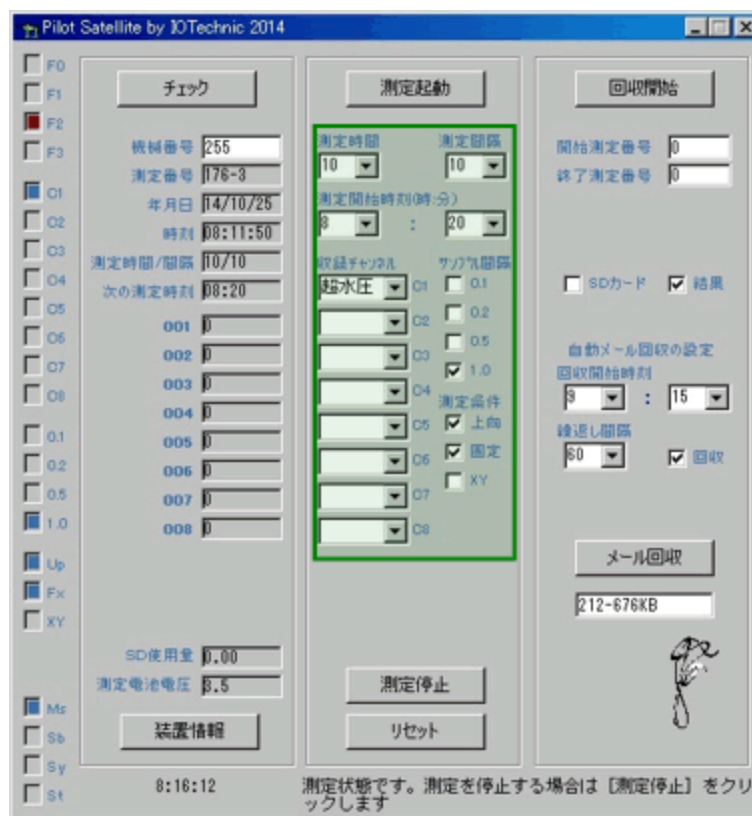 Pilot Satellite by IOTechnic 2014
F0
F1
F2
F3
C1
C2
C3
C4
C5
C6
C7
C8
0.1
0.2
0.5
1.0
Up
Fx
XY
Ms
Sb
Sy
St
チェック
機械番号 255
測定番号 176-3
年月日 14/10/25
時刻 08:11:50
測定時間/間隔 10/10
次の測定時刻 08:20
001 0
002 0
003 0
004 0
005 0
006 0
007 0
008 0
SD使用量 0.00
測定電池電圧 3.5
装置情報
8:16:12
測定起動
測定時間 測定間隔
10 10
測定開始時刻(時:分)
8 : 20
収録チャンネル サンプル間隔
超水圧 C1 0.1
C2 0.2
C3 0.5
C4 1.0
測定条件
C5 上向
C6 固定
C7 XY
C8
測定停止
リセット
回収開始
開始測定番号 0
終了測定番号 0
SDカード 結果
自動メール回収の設定
回収開始時刻
9 : 15
繰返し間隔
60 回収
メール回収
212-676KB
測定状態です。測定を停止する場合は [測定停止] をクリ
ックします